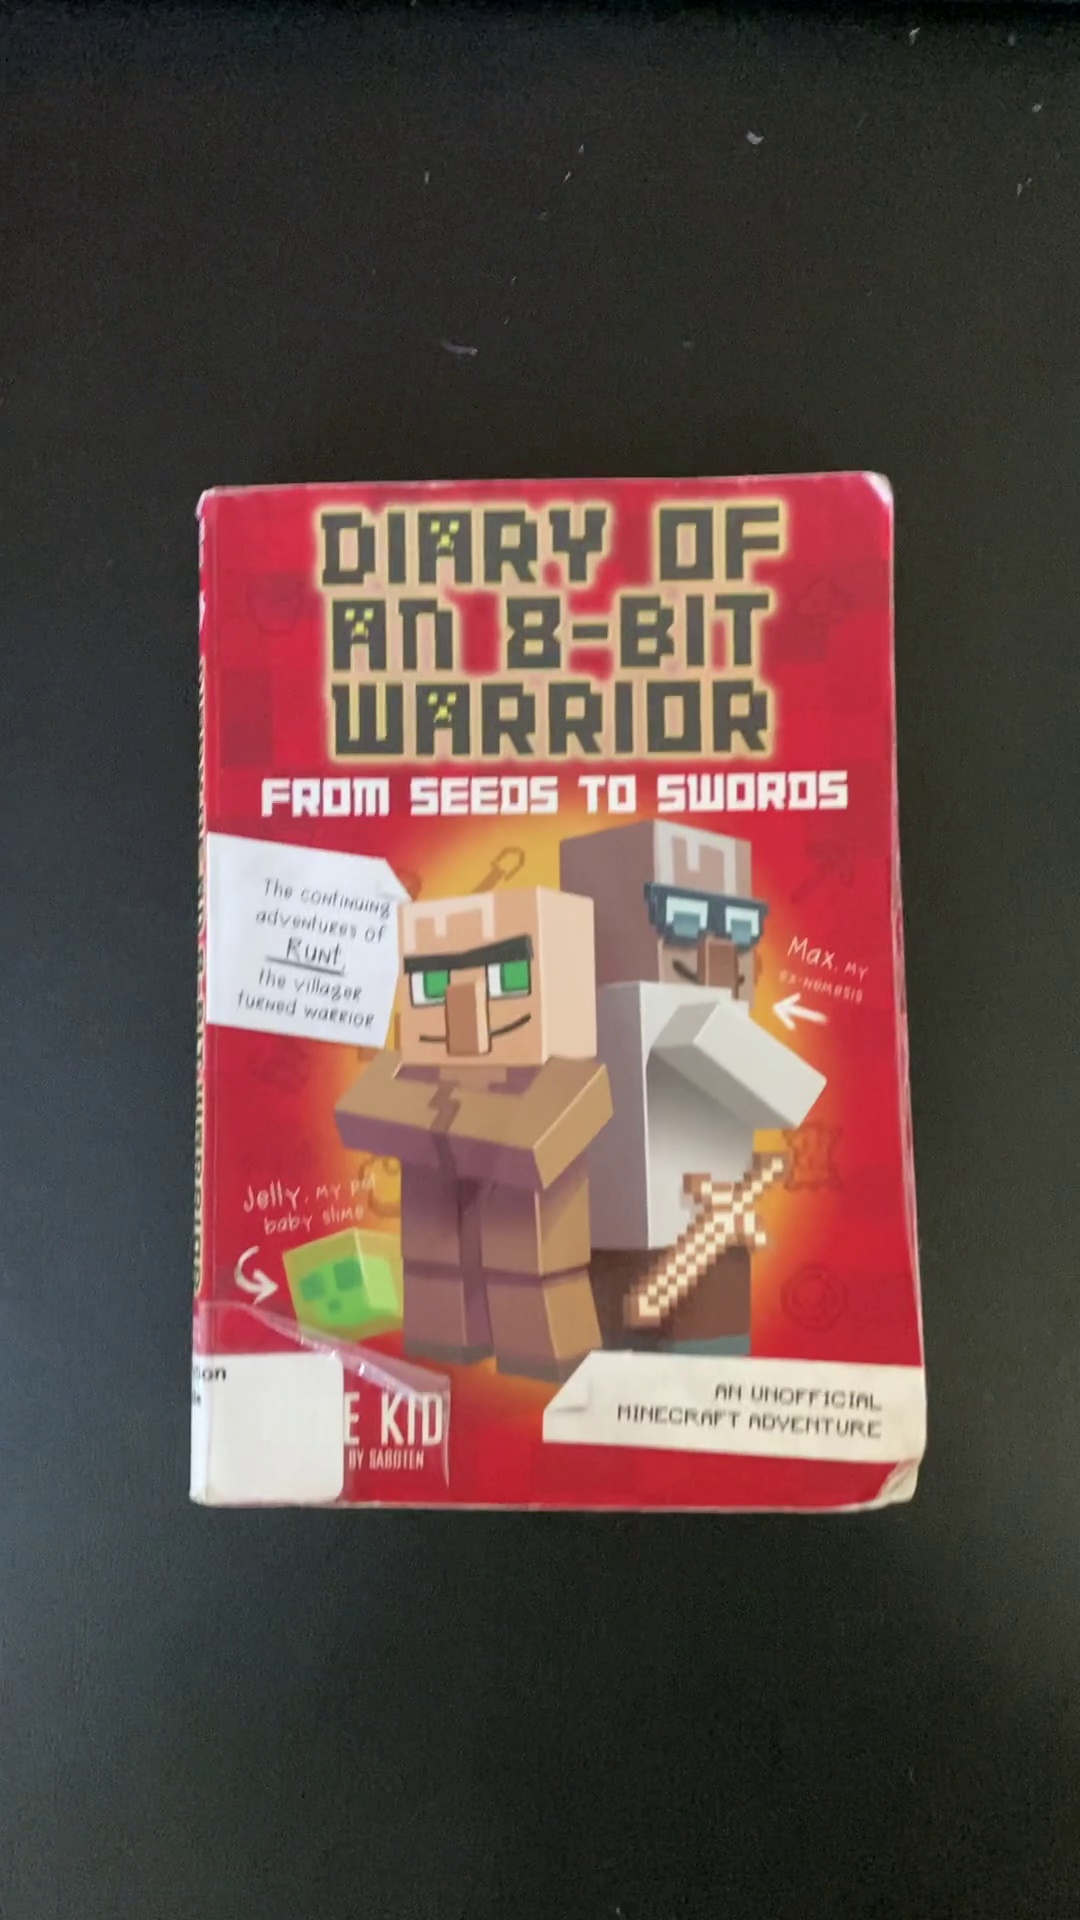 DIARY OF
AN 8-BIT
WARRIOR
FROM SEEDS TO SWORDS
The continuing
adventures of
Runt,
the villager
turned warrior
Max, my
ex-nemesis
Jelly, my pet
baby slime
son
E KID
BY SABOTEN
AN UNOFFICIAL
MINECRAFT ADVENTURE